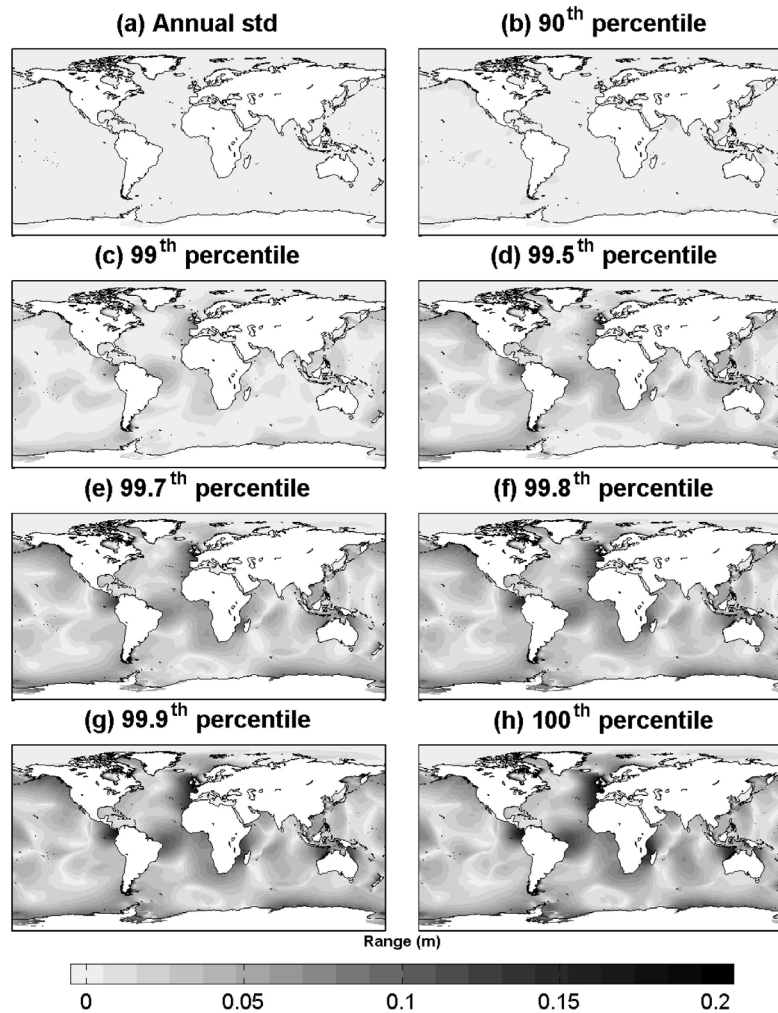 (a) Annual std
(b) 90th percentile
(c) 99th percentile
(d) 99.5th percentile
(e) 99.7th percentile
(f) 99.8th percentile
(g) 99.9th percentile
(h) 100th percentile
Range (m)
0 0.05 0.1 0.15 0.2